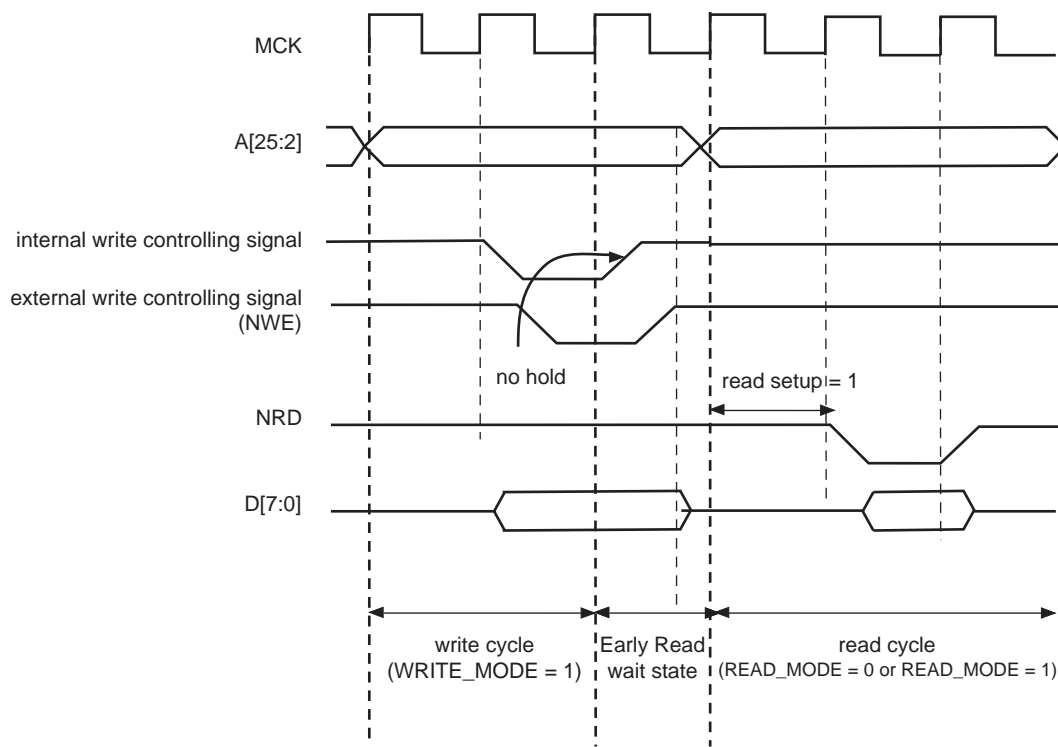 MCK
A[25:2]
internal write controlling signal
external write controlling signal
(NWE)
no hold
read setup = 1
NRD
D[7:0]
write cycle
(WRITE_MODE = 1)
Early Read
wait state
read cycle
(READ_MODE = 0 or READ_MODE = 1)